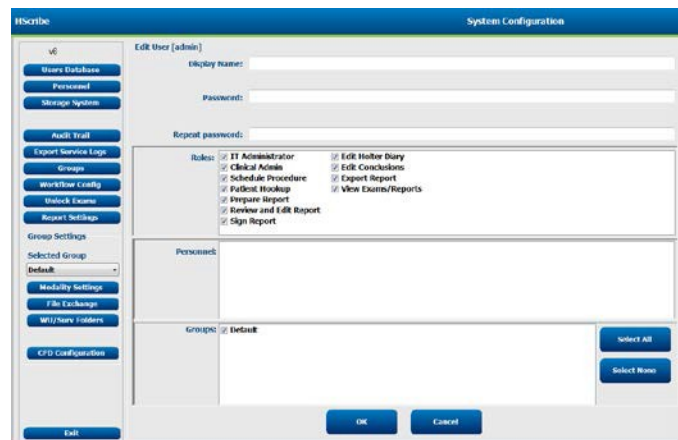 HScribe
System Configuration
v6
Users Database
Personnel
Storage System
Audit Trail
Export Service Logs
Groups
Workflow Config
Unlock Exams
Report Settings
Group Settings
Selected Group
Default
Modality Settings
File Exchange
WU/Surv Folders
CFD Configuration
Exit
Edit User [admin]
Display Name:
Password:
Repeat password:
Roles:
IT Administrator
Clinical Admin
Schedule Procedure
Patient Hookup
Prepare Report
Review and Edit Report
Sign Report
Edit Holter Diary
Edit Conclusions
Export Report
View Exams/Reports
Personnel:
Groups:
Default
Select All
Select None
OK
Cancel